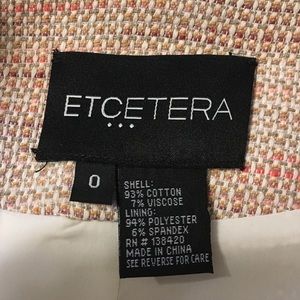 ETCETERA
0
SHELL:
93% COTTON
7% VISCOSE
LINING:
94% POLYESTER
6% SPANDEX
RN # 138420
MADE IN CHINA
SEE REVERSE FOR CARE